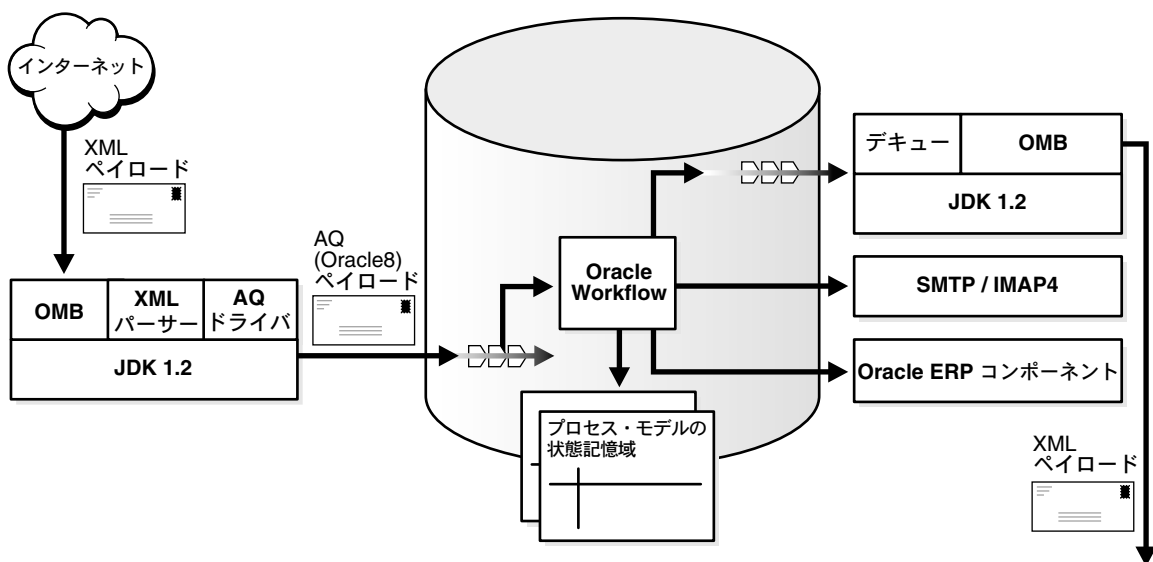 インターネット
XML
ペイロード
OMB
XML
パーサー
AQ
ドライバ
JDK 1.2
AQ
(Oracle8)
ペイロード
Oracle
Workflow
プロセス・モデルの
状態記憶域
デキュー
OMB
JDK 1.2
SMTP / IMAP4
Oracle ERP コンポーネント
XML
ペイロード